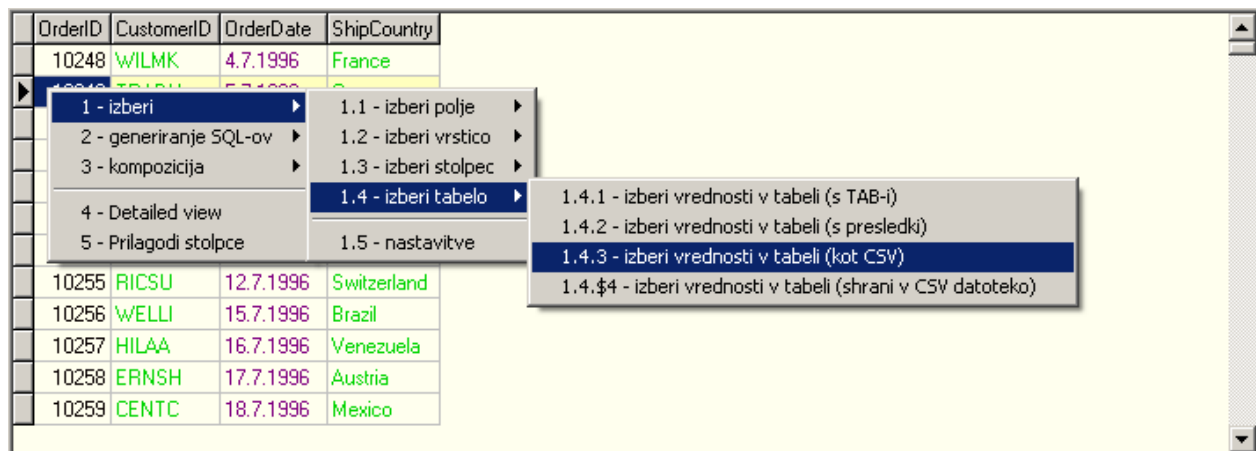 OrderID CustomerID OrderDate ShipCountry
10248 WILMK 4.7.1996 France
1 - izberi
2 - generiranje SQL-ov
3 - kompozicija
4 - Detailed view
5 - Prilagodi stolpce
1.1 - izberi polje
1.2 - izberi vrstico
1.3 - izberi stolpec
1.4 - izberi tabelo
1.5 - nastavitve
1.4.1 - izberi vrednosti v tabeli (s TAB-i)
1.4.2 - izberi vrednosti v tabeli (s presledki)
1.4.3 - izberi vrednosti v tabeli (kot CSV)
1.4.$4 - izberi vrednosti v tabeli (shrani v CSV datoteko)
10255 RICSU 12.7.1996 Switzerland
10256 WELLI 15.7.1996 Brazil
10257 HILAA 16.7.1996 Venezuela
10258 ERNSH 17.7.1996 Austria
10259 CENTC 18.7.1996 Mexico